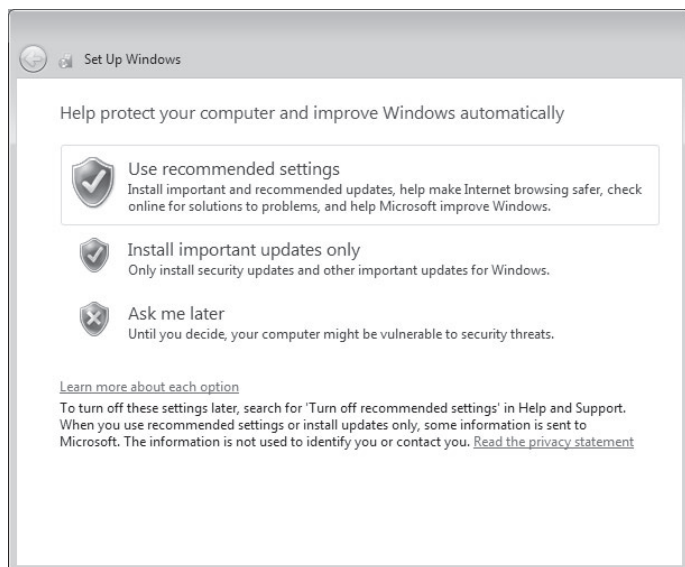 Set Up Windows
Help protect your computer and improve Windows automatically
Use recommended settings
Install important and recommended updates, help make Internet browsing safer, check
online for solutions to problems, and help Microsoft improve Windows.
Install important updates only
Only install security updates and other important updates for Windows.
Ask me later
Until you decide, your computer might be vulnerable to security threats.
Learn more about each option
To turn off these settings later, search for 'Turn off recommended settings' in Help and Support.
When you use recommended settings or install updates only, some information is sent to
Microsoft. The information is not used to identify you or contact you. Read the privacy statement